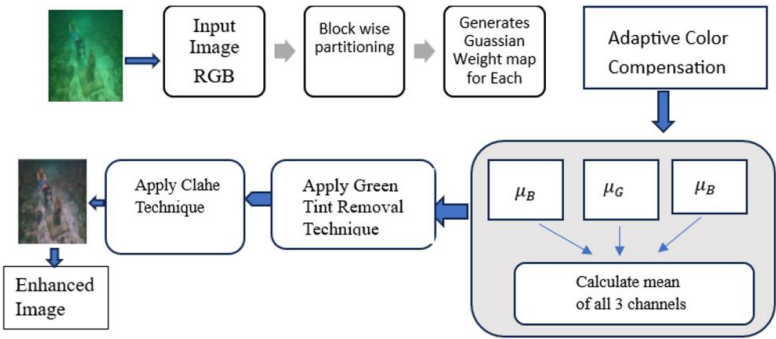 Input
Image
RGB
Block wise
partitioning
Generates
Guassian
Weight map
for Each
Adaptive Color
Compensation
μB
μG
μB
Calculate mean
of all 3 channels
Apply Green
Tint Removal
Technique
Apply Clahe
Technique
Enhanced
Image